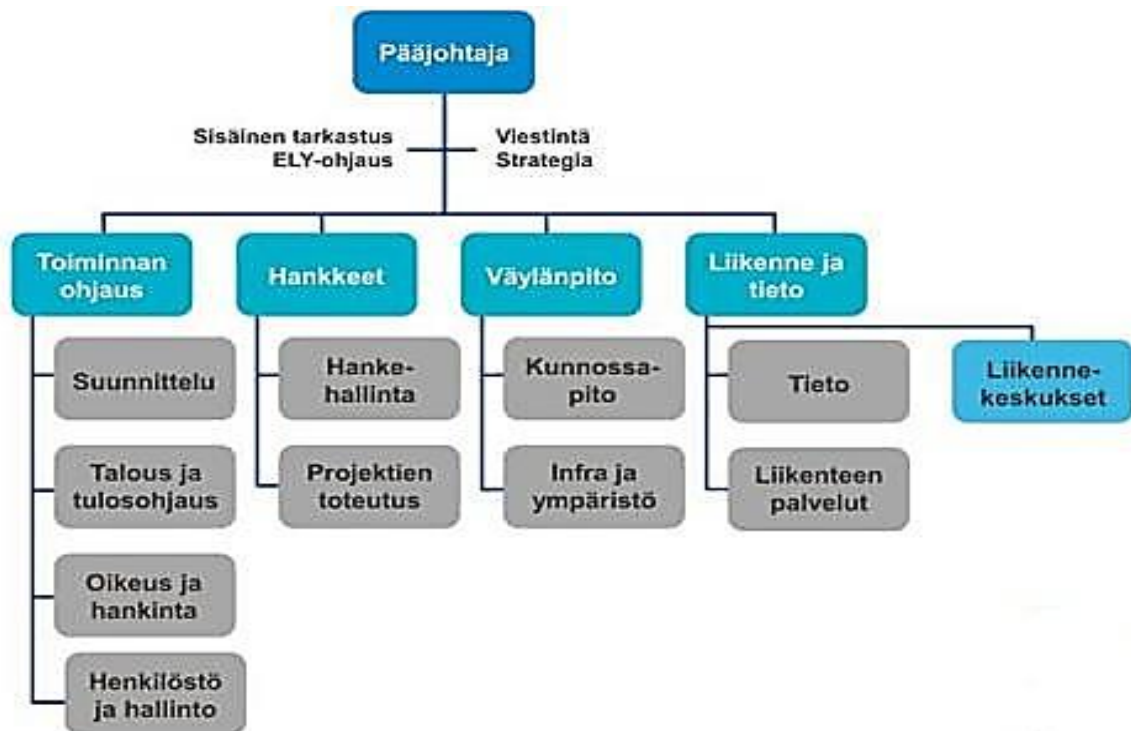 Pääjohtaja
Sisäinen tarkastus
ELY-ohjaus
Viestintä
Strategia
Toiminnan
ohjaus
Hankkeet
Väylänpito
Liikenne ja
tieto
Suunnittelu
Talous ja
tulosohjaus
Oikeus ja
hankinta
Henkilöstö
ja hallinto
Hanke-
hallinta
Projektien
toteutus
Kunnossa-
pito
Infra ja
ympäristö
Tieto
Liikenteen
palvelut
Liikenne-
keskukset